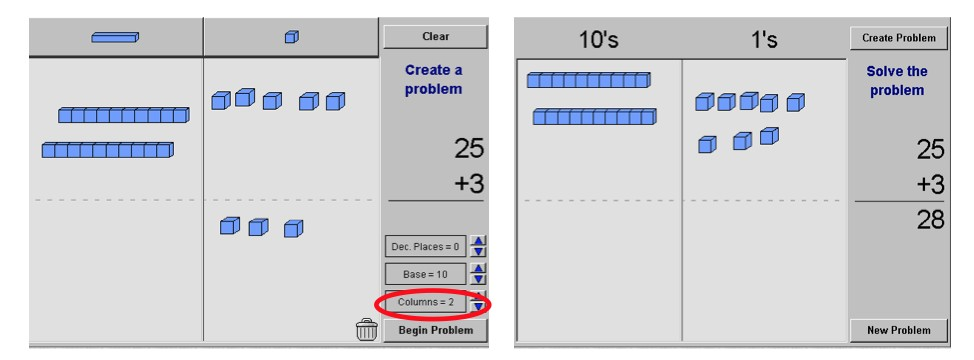 Clear
Create a
problem
25
+3
Dec. Places = 0
Base = 10
Columns = 2
Begin Problem
10's 1's
Create Problem
Solve the
problem
25
+3
28
New Problem